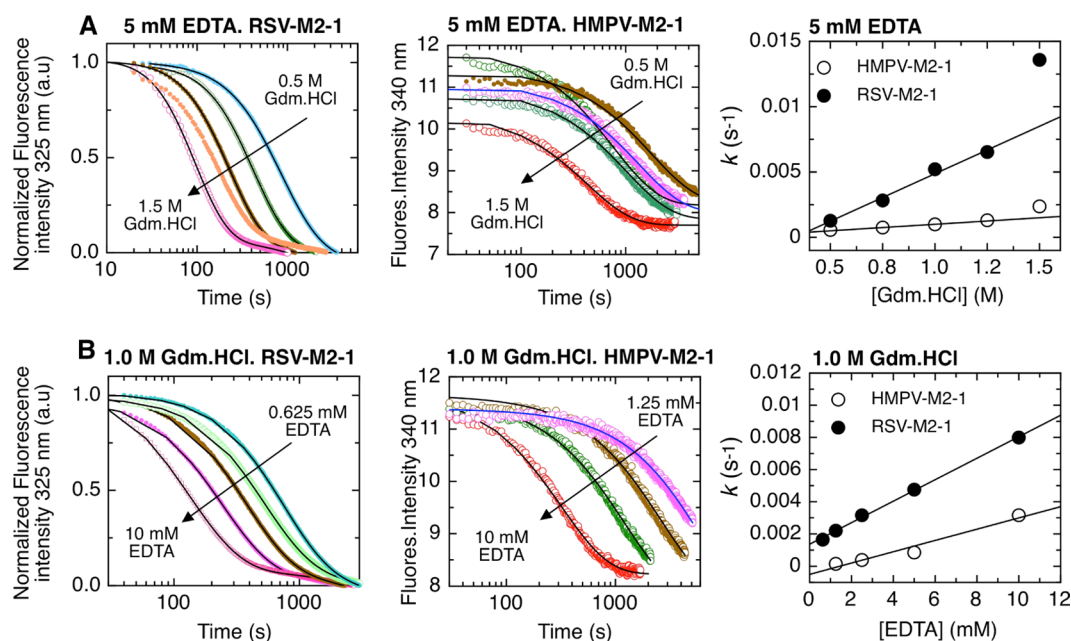 A
5 mM EDTA. RSV-M2-1
Normalized Fluorescence
intensity 325 nm (a.u)
1.0
0.5
0.0
0.5 M
Gdm.HCl
1.5 M
Gdm.HCl
10
100
1000
Time (s)
5 mM EDTA. HMPV-M2-1
Fluores.Intensity 340 nm
12
11
10
9
8
7
0.5 M
Gdm.HCl
1.5 M
Gdm.HCl
100
1000
Time (s)
5 mM EDTA
k (s-1)
0.015
0.01
0.005
0
HMPV-M2-1
RSV-M2-1
0.5
0.8
1.0
1.2
1.5
[Gdm.HCl] (M)
B
1.0 M Gdm.HCl. RSV-M2-1
Normalized Fluorescence
intensity 325 nm (a.u)
1.0
0.5
0.0
0.625 mM
EDTA
10 mM
EDTA
100
1000
Time (s)
1.0 M Gdm.HCl. HMPV-M2-1
Fluores.Intensity 340 nm
12
11
10
9
8
1.25 mM
EDTA
10 mM
EDTA
100
1000
Time (s)
1.0 M Gdm.HCl
k (s-1)
0.012
0.01
0.008
0.006
0.004
0.002
0
HMPV-M2-1
RSV-M2-1
0
2
4
6
8
10
12
[EDTA] (mM)